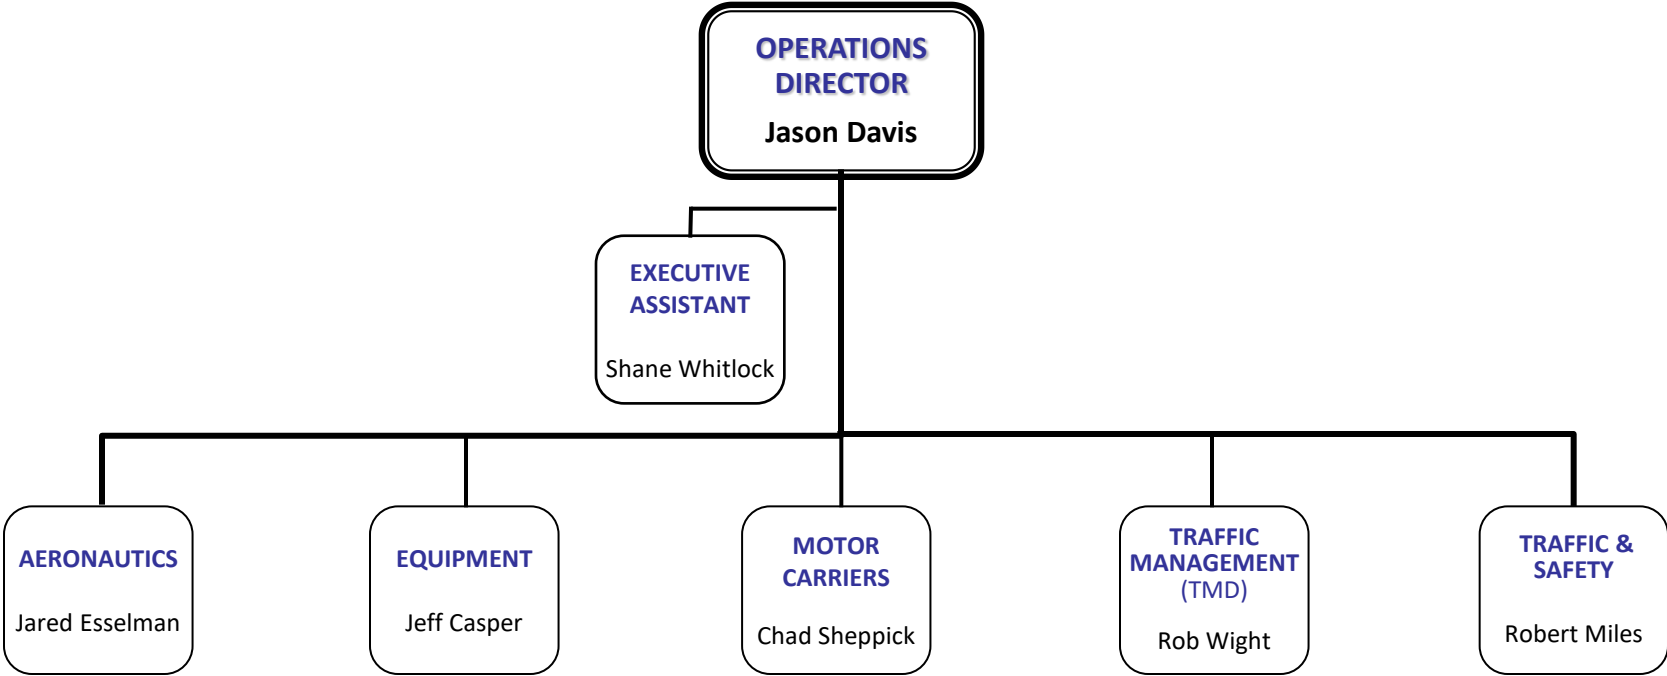 OPERATIONS
DIRECTOR
Jason Davis
EXECUTIVE
ASSISTANT
Shane Whitlock
AERONAUTICS
Jared Esselman
EQUIPMENT
Jeff Casper
MOTOR
CARRIERS
Chad Sheppick
TRAFFIC
MANAGEMENT
(TMD)
Rob Wight
TRAFFIC &
SAFETY
Robert Miles